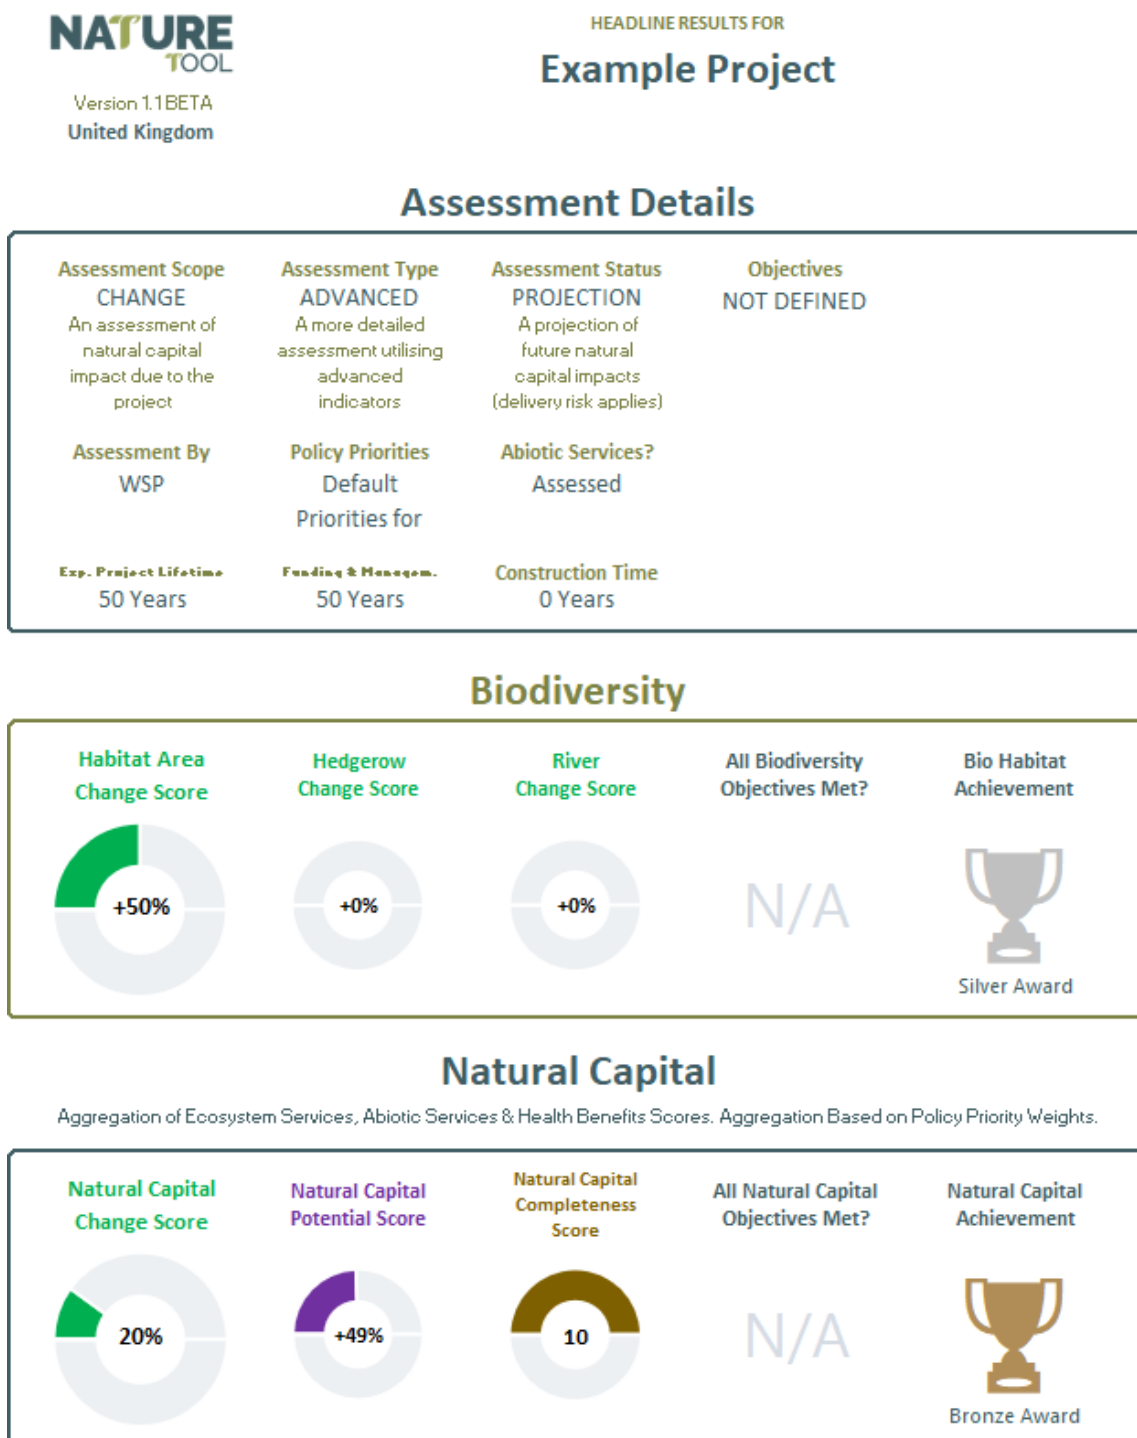 NATURE
TOOL
Version 1.1 BETA
United Kingdom
HEADLINE RESULTS FOR
Example Project
Assessment Details
Assessment Scope
CHANGE
An assessment of
natural capital
impact due to the
project
Assessment Type
ADVANCED
A more detailed
assessment utilising
advanced
indicators
Assessment Status
PROJECTION
A projection of
future natural
capital impacts
(delivery risk applies)
Objectives
NOT DEFINED
Assessment By
WSP
Policy Priorities
Default
Priorities for
Abiotic Services?
Assessed
Exp. Project Lifetime
50 Years
Funding & Managem.
50 Years
Construction Time
0 Years
Biodiversity
Habitat Area
Change Score
+50%
Hedgerow
Change Score
+0%
River
Change Score
+0%
All Biodiversity
Objectives Met?
N/A
Bio Habitat
Achievement
Silver Award
Natural Capital
Aggregation of Ecosystem Services, Abiotic Services & Health Benefits Scores. Aggregation Based on Policy Priority Weights.
Natural Capital
Change Score
20%
Natural Capital
Potential Score
+49%
Natural Capital
Completeness
Score
10
All Natural Capital
Objectives Met?
N/A
Natural Capital
Achievement
Bronze Award